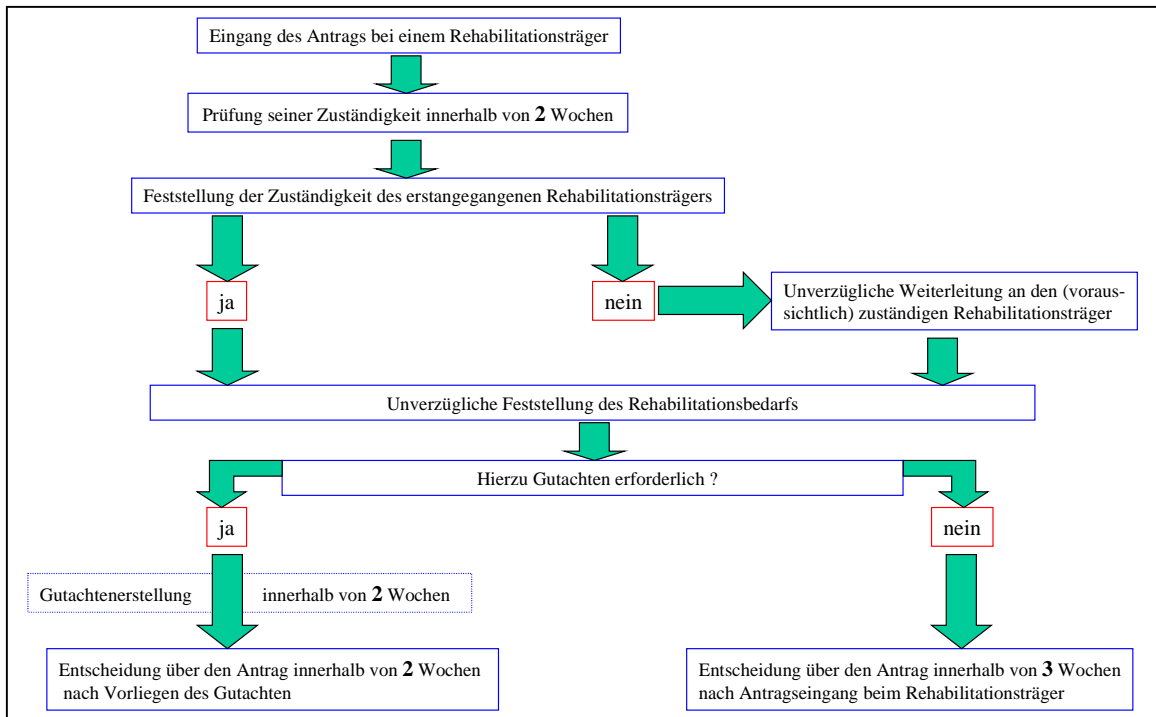 Eingang des Antrags bei einem Rehabilitationsträger
Prüfung seiner Zuständigkeit innerhalb von 2 Wochen
Feststellung der Zuständigkeit des erstangegangenen Rehabilitationsträgers
ja
nein
Unverzügliche Weiterleitung an den (voraus-
sichtlich) zuständigen Rehabilitationsträger
Unverzügliche Feststellung des Rehabilitationsbedarfs
Hierzu Gutachten erforderlich ?
ja
nein
Gutachtenerstellung innerhalb von 2 Wochen
Entscheidung über den Antrag innerhalb von 2 Wochen
nach Vorliegen des Gutachten
Entscheidung über den Antrag innerhalb von 3 Wochen
nach Antragseingang beim Rehabilitationsträger